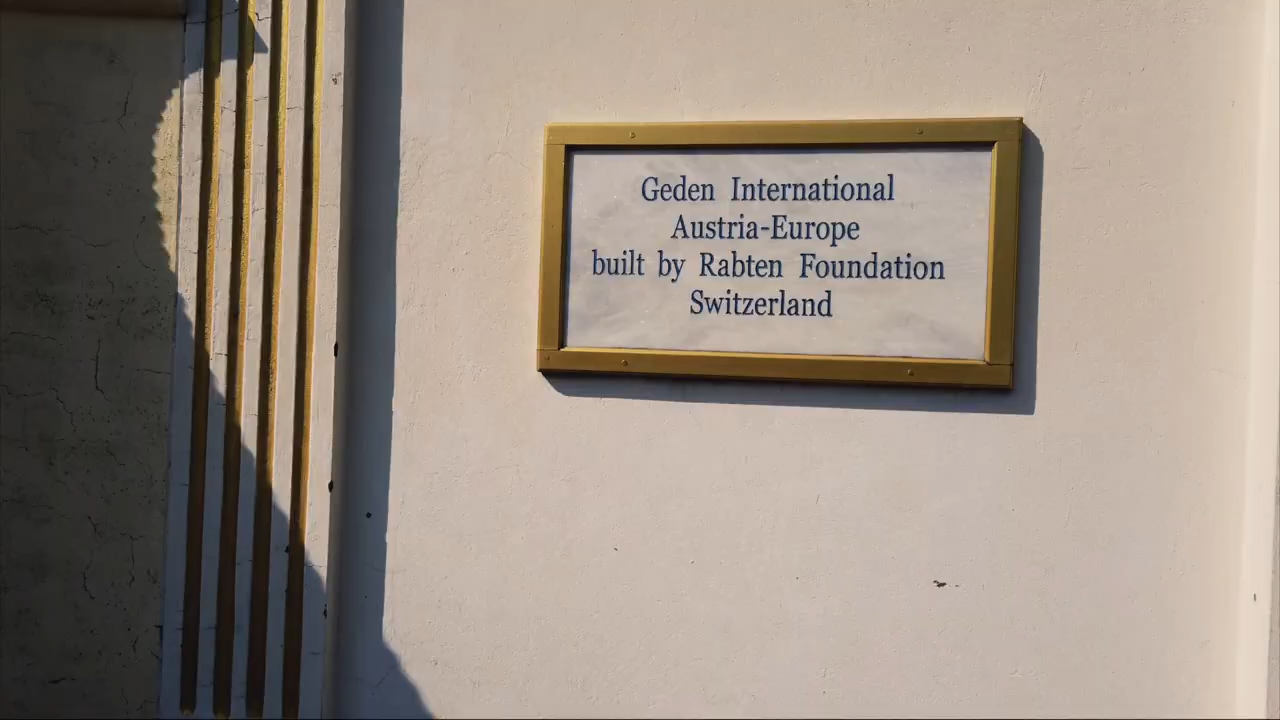 Geden International
Austria-Europe
built by Rabten Foundation
Switzerland